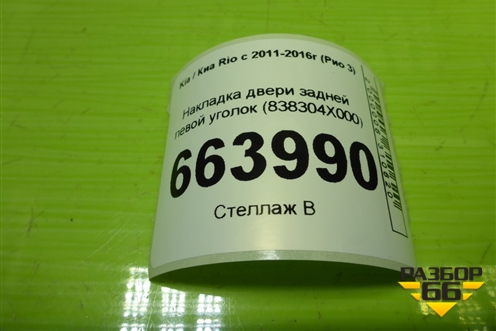 Kia / Киа Rio с 2011-2016г (Рио 3)
Накладка двери задней
левой уголок (838304X000)
663990
Стеллаж В
РАЗБОР
66